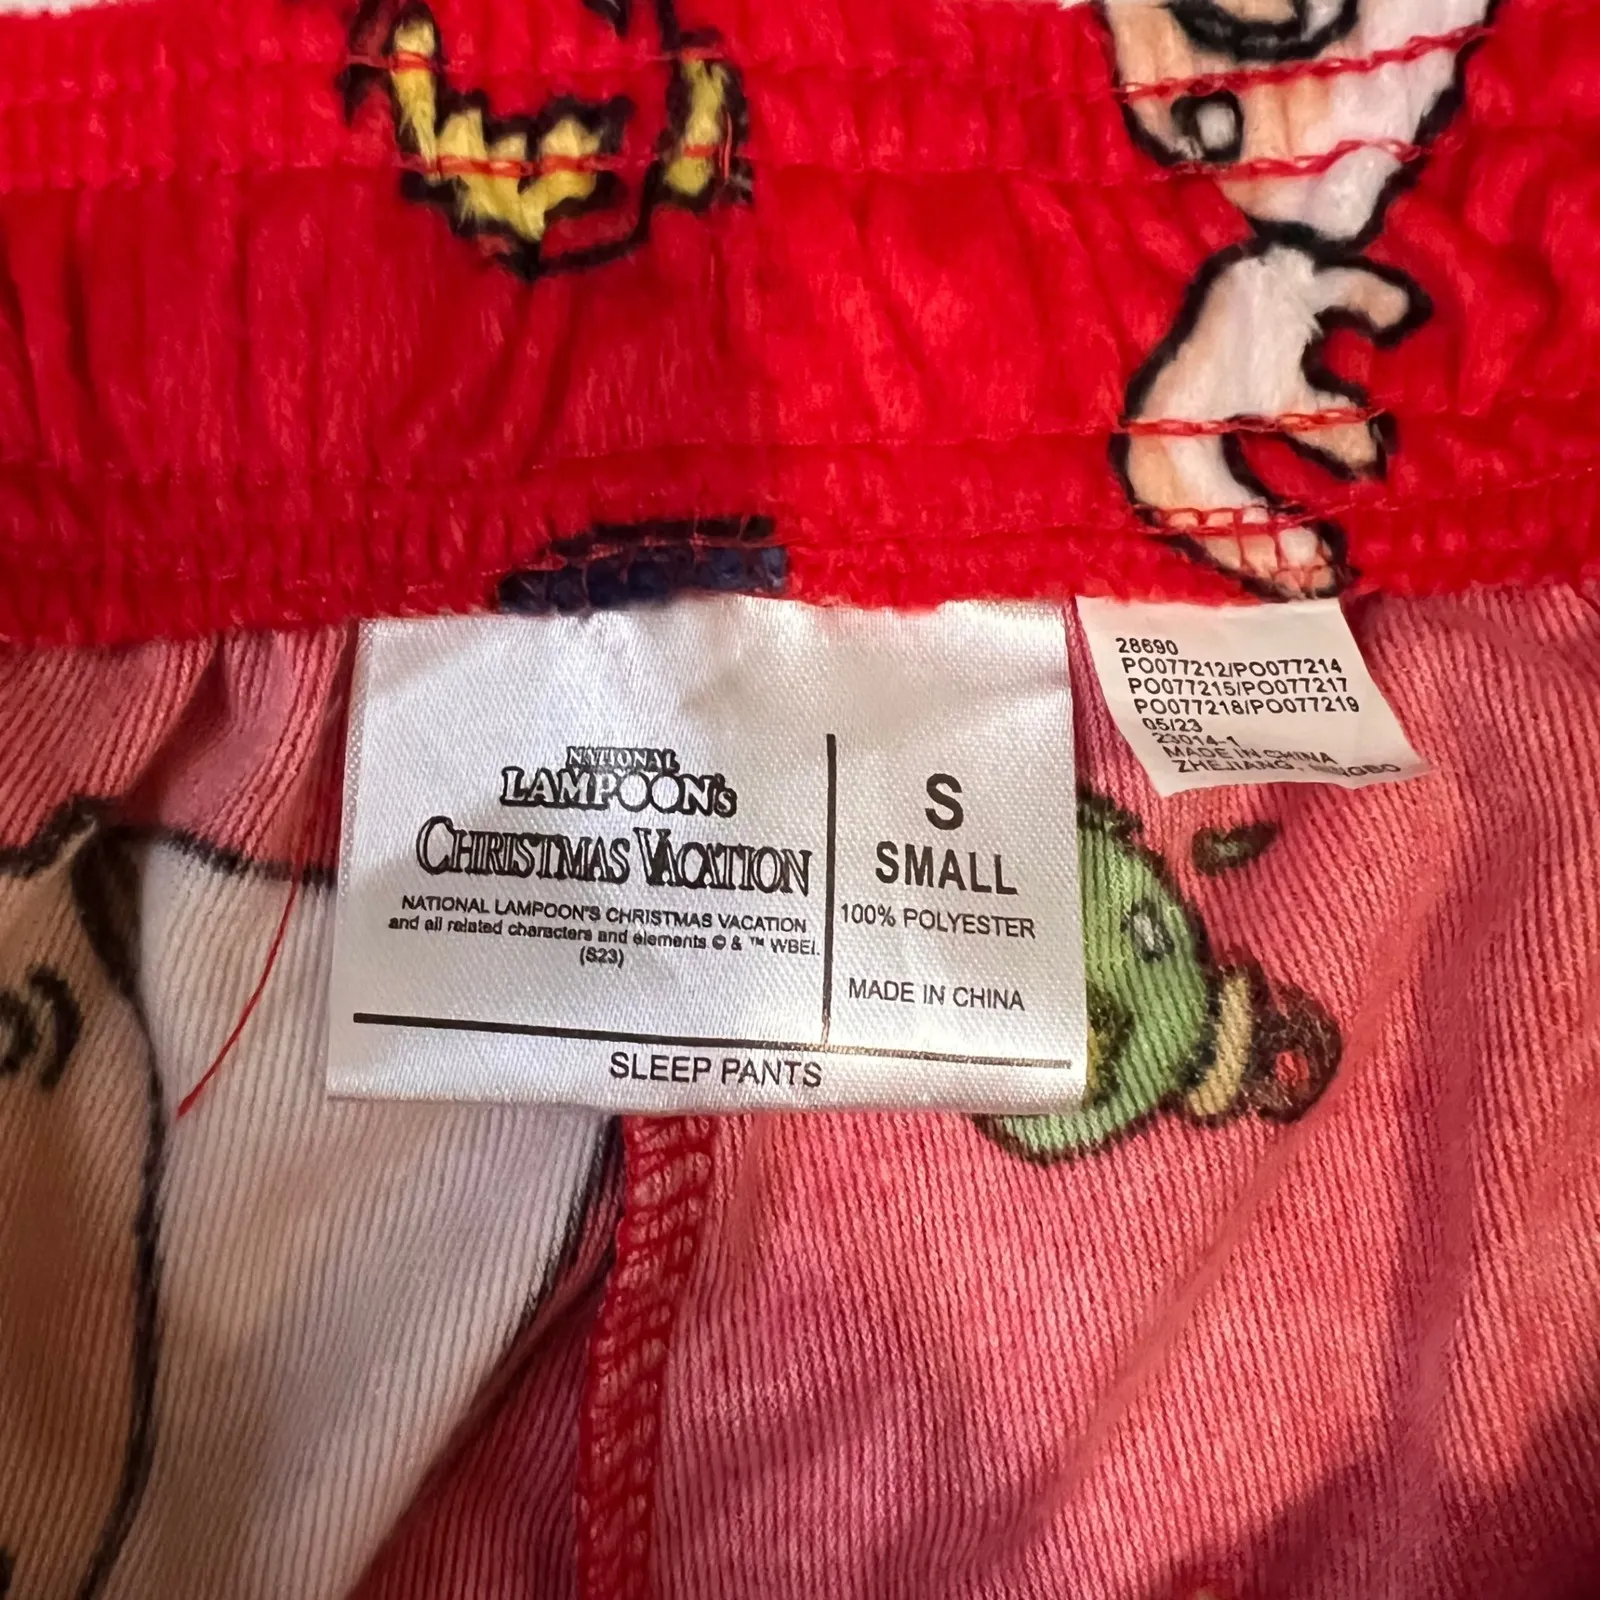 NATIONAL
LAMPOON'S
CHRISTMAS VACATION
NATIONAL LAMPOON'S CHRISTMAS VACATION
and all related characters and elements © & ™ WBEI.
(S23)
S
SMALL
100% POLYESTER
MADE IN CHINA
SLEEP PANTS
28690
PO077212/PO077214
PO077215/PO077217
PO077218/PO077219
05/23
23014-1
MADE IN CHINA
ZHEJIANG, NINGBO